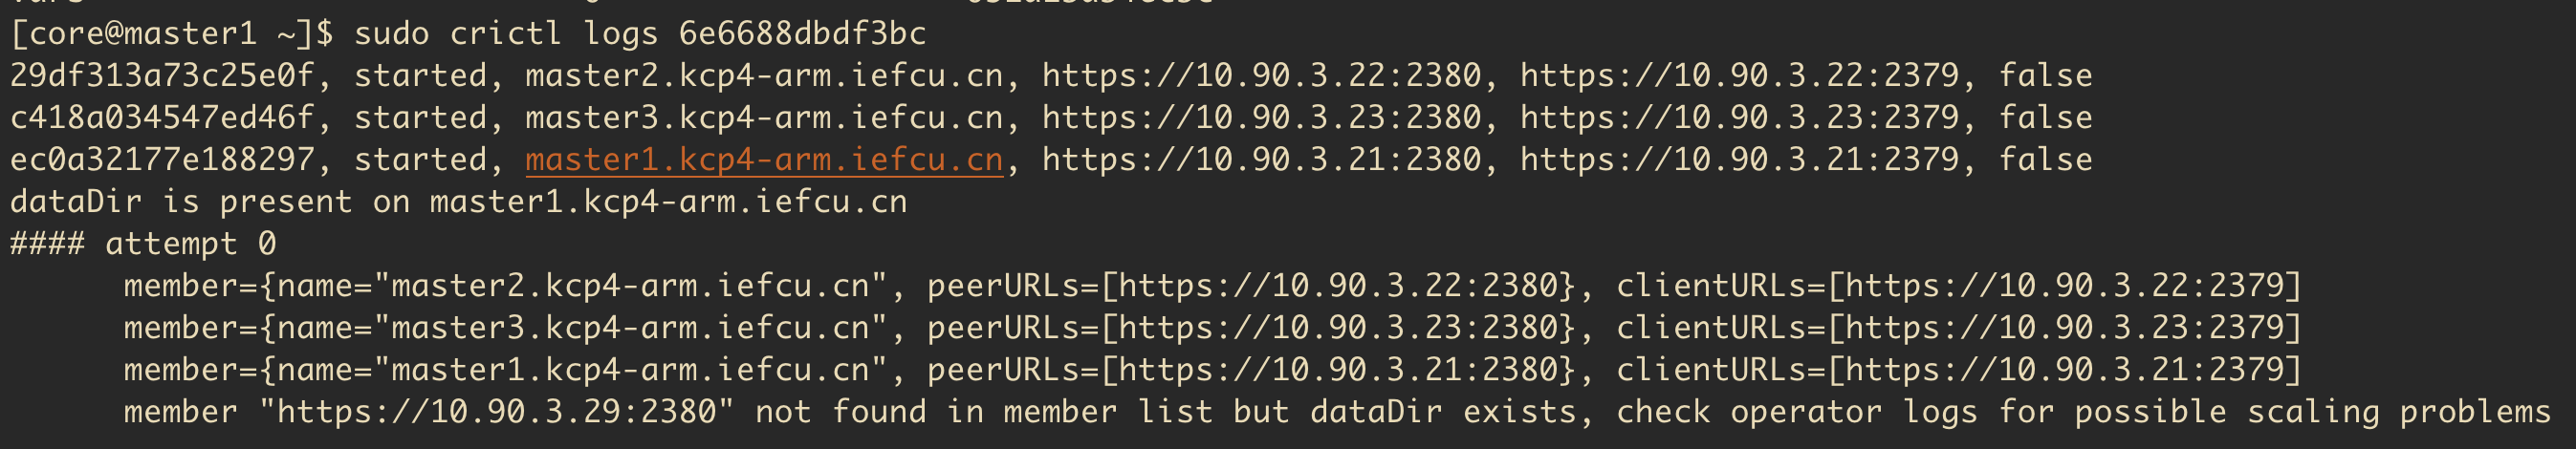 [core@master1 ~]$ sudo crictl logs 6e6688dbdf3bc
29df313a73c25e0f, started, master2.kcp4-arm.iefcu.cn, https://10.90.3.22:2380, https://10.90.3.22:2379, false
c418a034547ed46f, started, master3.kcp4-arm.iefcu.cn, https://10.90.3.23:2380, https://10.90.3.23:2379, false
ec0a32177e188297, started, master1.kcp4-arm.iefcu.cn, https://10.90.3.21:2380, https://10.90.3.21:2379, false
dataDir is present on master1.kcp4-arm.iefcu.cn
#### attempt 0
      member={name="master2.kcp4-arm.iefcu.cn", peerURLs=[https://10.90.3.22:2380}, clientURLs=[https://10.90.3.22:2379]
      member={name="master3.kcp4-arm.iefcu.cn", peerURLs=[https://10.90.3.23:2380}, clientURLs=[https://10.90.3.23:2379]
      member={name="master1.kcp4-arm.iefcu.cn", peerURLs=[https://10.90.3.21:2380}, clientURLs=[https://10.90.3.21:2379]
      member "https://10.90.3.29:2380" not found in member list but dataDir exists, check operator logs for possible scaling problems